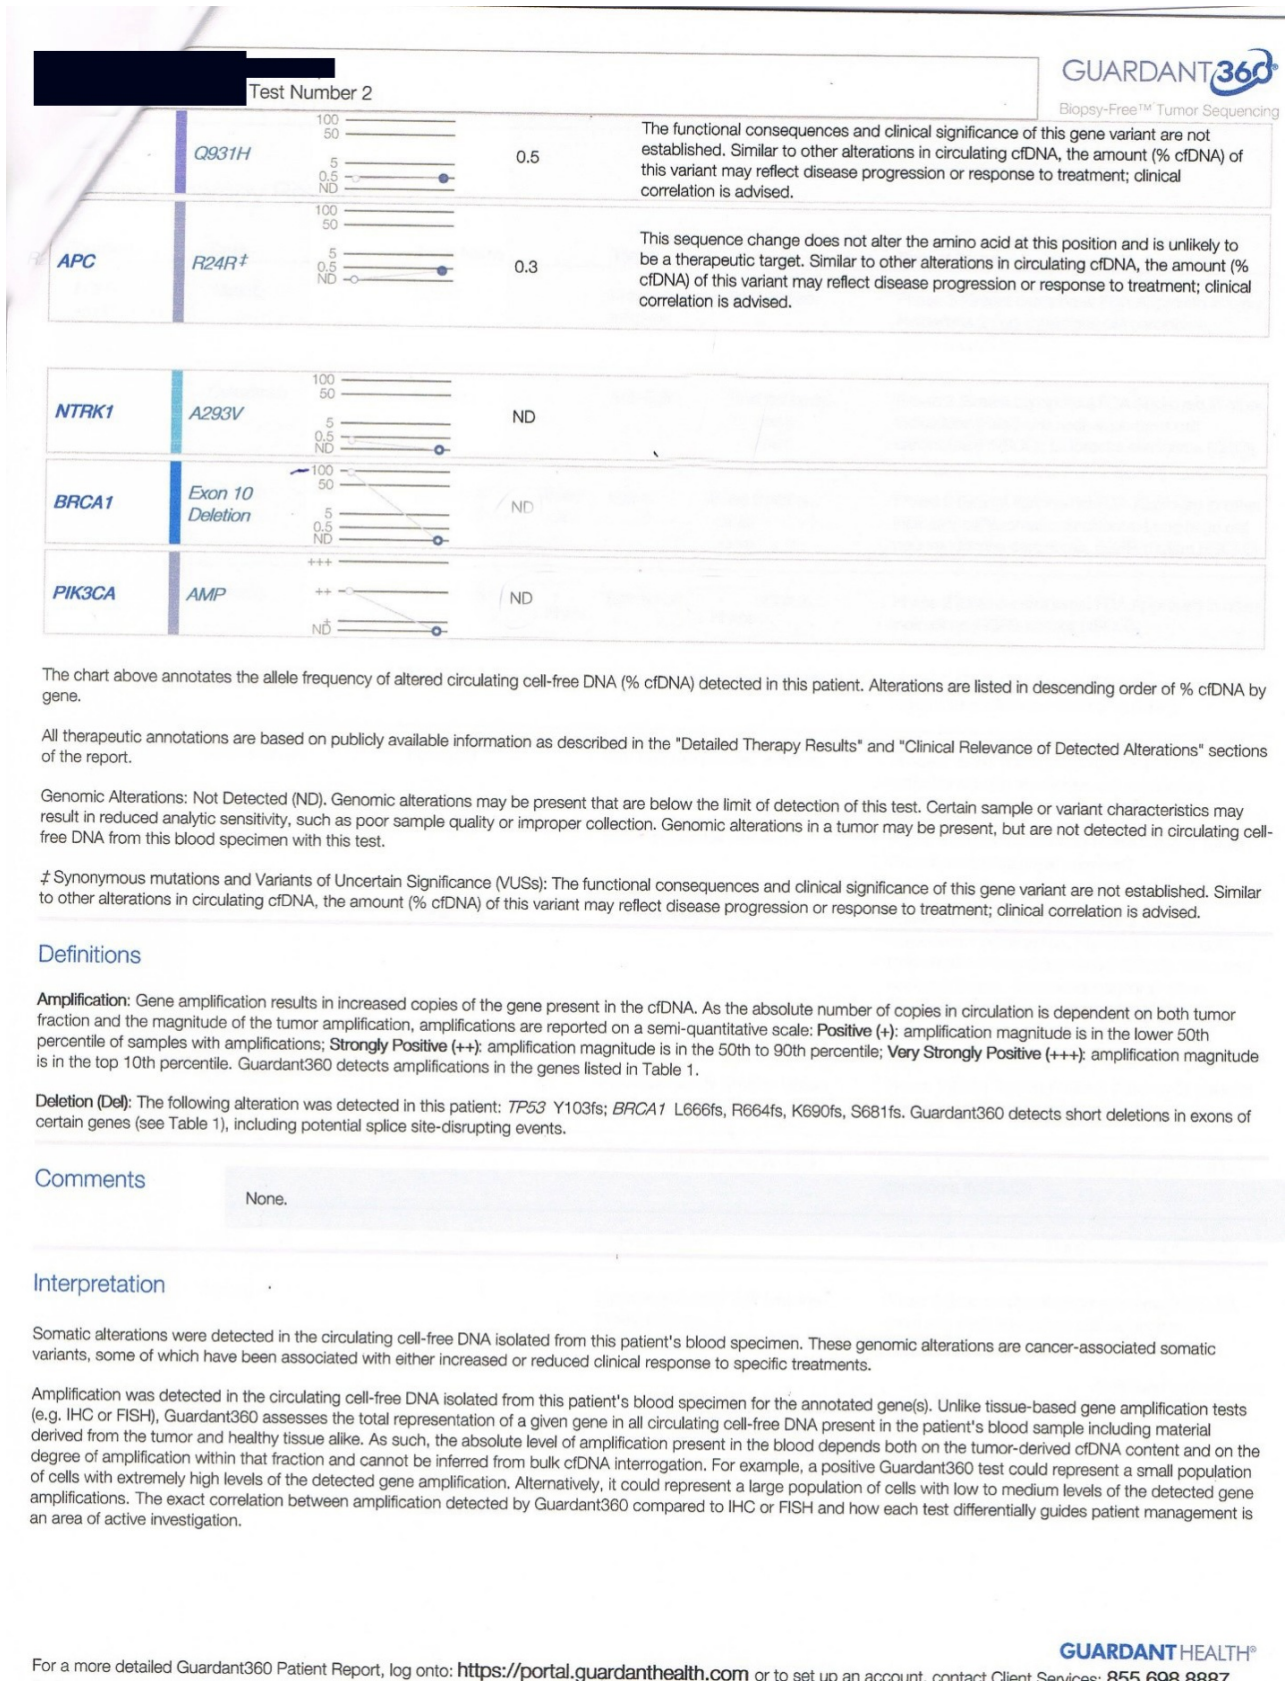 GUARDANT360®
Test Number 2
Biopsy-Free™ Tumor Sequencing
Q931H
100
50
5
0.5
ND
0.5
The functional consequences and clinical significance of this gene variant are not
established. Similar to other alterations in circulating cfDNA, the amount (% cfDNA) of
this variant may reflect disease progression or response to treatment; clinical
correlation is advised.
APC
R24R‡
100
50
5
0.5
ND
0.3
This sequence change does not alter the amino acid at this position and is unlikely to
be a therapeutic target. Similar to other alterations in circulating cfDNA, the amount (%
cfDNA) of this variant may reflect disease progression or response to treatment; clinical
correlation is advised.
NTRK1
A293V
100
50
5
0.5
ND
ND
BRCA1
Exon 10
Deletion
100
50
5
0.5
ND
ND
PIK3CA
AMP
+++
++
+
ND
ND
The chart above annotates the allele frequency of altered circulating cell-free DNA (% cfDNA) detected in this patient. Alterations are listed in descending order of % cfDNA by
gene.
All therapeutic annotations are based on publicly available information as described in the "Detailed Therapy Results" and "Clinical Relevance of Detected Alterations" sections
of the report.
Genomic Alterations: Not Detected (ND). Genomic alterations may be present that are below the limit of detection of this test. Certain sample or variant characteristics may
result in reduced analytic sensitivity, such as poor sample quality or improper collection. Genomic alterations in a tumor may be present, but are not detected in circulating cell-
free DNA from this blood specimen with this test.
‡ Synonymous mutations and Variants of Uncertain Significance (VUSs): The functional consequences and clinical significance of this gene variant are not established. Similar
to other alterations in circulating cfDNA, the amount (% cfDNA) of this variant may reflect disease progression or response to treatment; clinical correlation is advised.
Definitions
Amplification: Gene amplification results in increased copies of the gene present in the cfDNA. As the absolute number of copies in circulation is dependent on both tumor
fraction and the magnitude of the tumor amplification, amplifications are reported on a semi-quantitative scale: Positive (+): amplification magnitude is in the lower 50th
percentile of samples with amplifications; Strongly Positive (++): amplification magnitude is in the 50th to 90th percentile; Very Strongly Positive (+++): amplification magnitude
is in the top 10th percentile. Guardant360 detects amplifications in the genes listed in Table 1.
Deletion (Del): The following alteration was detected in this patient: TP53 Y103fs; BRCA1 L666fs, R664fs, K690fs, S681fs. Guardant360 detects short deletions in exons of
certain genes (see Table 1), including potential splice site-disrupting events.
Comments
None.
Interpretation
Somatic alterations were detected in the circulating cell-free DNA isolated from this patient's blood specimen. These genomic alterations are cancer-associated somatic
variants, some of which have been associated with either increased or reduced clinical response to specific treatments.
Amplification was detected in the circulating cell-free DNA isolated from this patient's blood specimen for the annotated gene(s). Unlike tissue-based gene amplification tests
(e.g. IHC or FISH), Guardant360 assesses the total representation of a given gene in all circulating cell-free DNA present in the patient's blood sample including material
derived from the tumor and healthy tissue alike. As such, the absolute level of amplification present in the blood depends both on the tumor-derived cfDNA content and on the
degree of amplification within that fraction and cannot be inferred from bulk cfDNA interrogation. For example, a positive Guardant360 test could represent a small population
of cells with extremely high levels of the detected gene amplification. Alternatively, it could represent a large population of cells with low to medium levels of the detected gene
amplifications. The exact correlation between amplification detected by Guardant360 compared to IHC or FISH and how each test differentially guides patient management is
an area of active investigation.
GUARDANT HEALTH®
For a more detailed Guardant360 Patient Report, log onto: https://portal.guardanthealth.com or to set up an account, contact Client Services: 855.698.8887